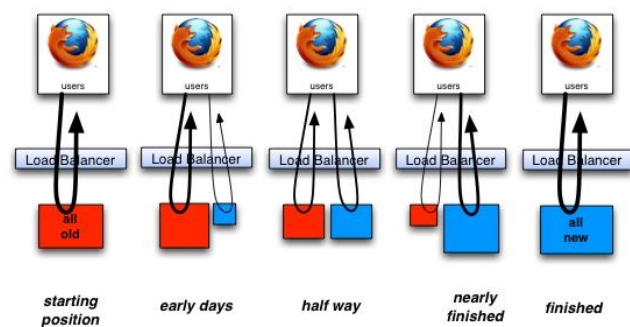 users users users users users
Load Balancer Load Balancer Load Balancer Load Balancer Load Balancer
all
old
all
new
starting
position
early days
half way
nearly
finished
finished